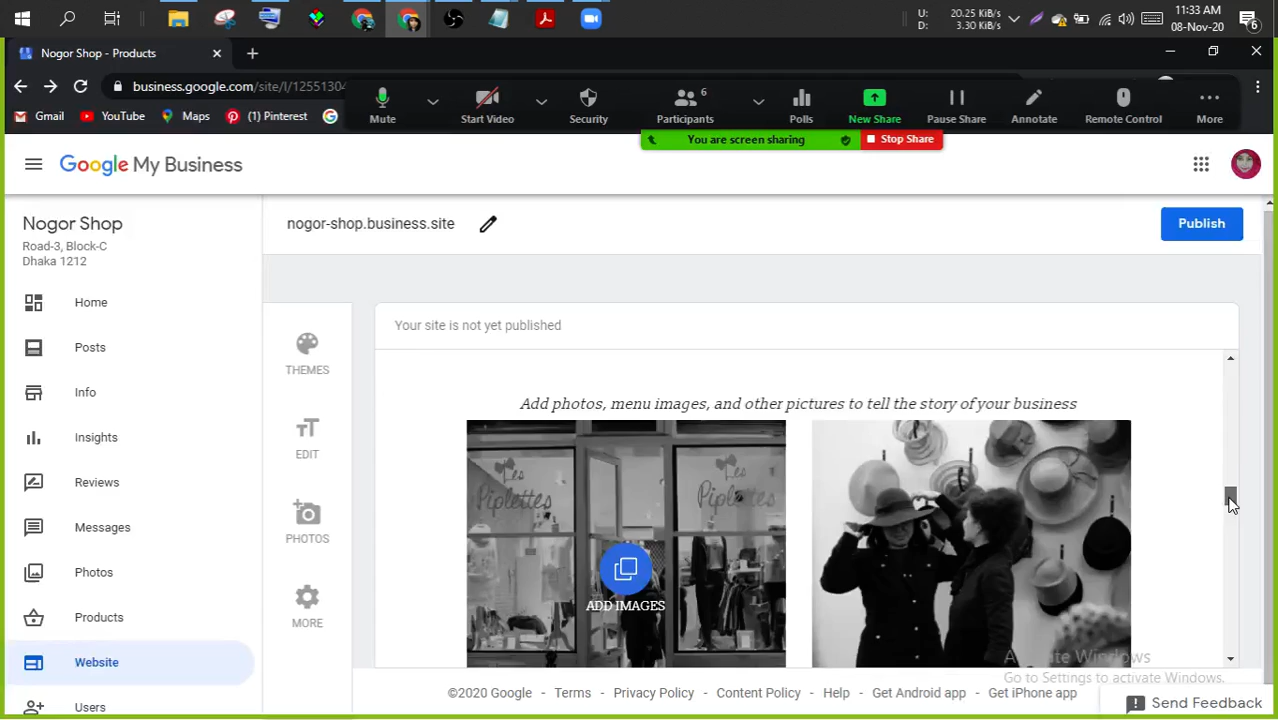 U: 20.25 KiB/s
D: 3.30 KiB/s
11:33 AM
08-Nov-20
6
Nogor Shop - Products
business.google.com/site/l/1255130
Gmail
YouTube
Maps
(1) Pinterest
Mute
Start Video
Security
Participants
6
Polls
New Share
Pause Share
Annotate
Remote Control
More
You are screen sharing
Stop Share
Google My Business
Nogor Shop
Road-3, Block-C
Dhaka 1212
nogor-shop.business.site
Publish
Home
Posts
Info
Insights
Reviews
Messages
Photos
Products
Website
Users
THEMES
EDIT
PHOTOS
MORE
Your site is not yet published
Add photos, menu images, and other pictures to tell the story of your business
Les
Piplettes
Les
Piplettes
ADD IMAGES
Activate Windows
Go to Settings to activate Windows.
©2020 Google - Terms - Privacy Policy - Content Policy - Help - Get Android app - Get iPhone app
Send Feedback